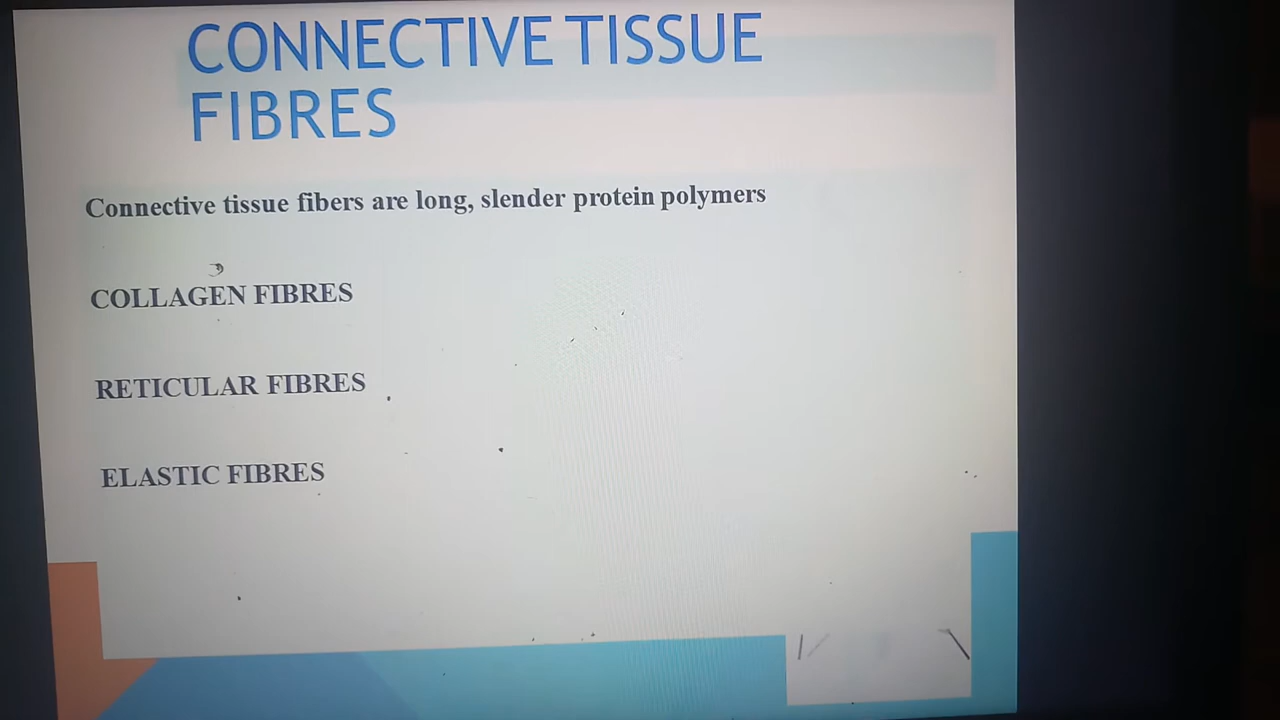 CONNECTIVE TISSUE
FIBRES
Connective tissue fibers are long, slender protein polymers
COLLAGEN FIBRES
RETICULAR FIBRES
ELASTIC FIBRES